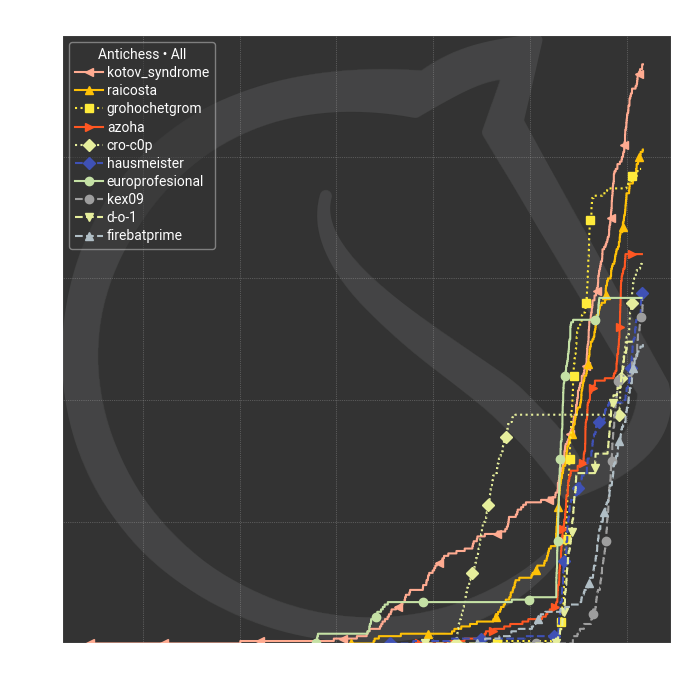 Antichess • All
kotov_syndrome
raicosta
grohochetgrom
azoha
cro-c0p
hausmeister
europrofesional
kex09
d-o-1
firebatprime